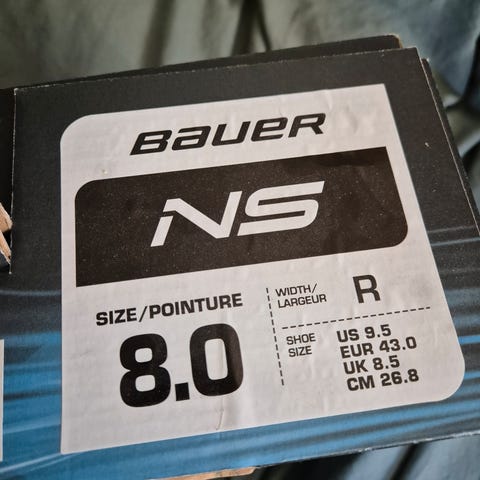 BAUER
NS
SIZE/POINTURE
8.0
WIDTH/
LARGEUR
R
SHOE
SIZE
US 9.5
EUR 43.0
UK 8.5
CM 26.8